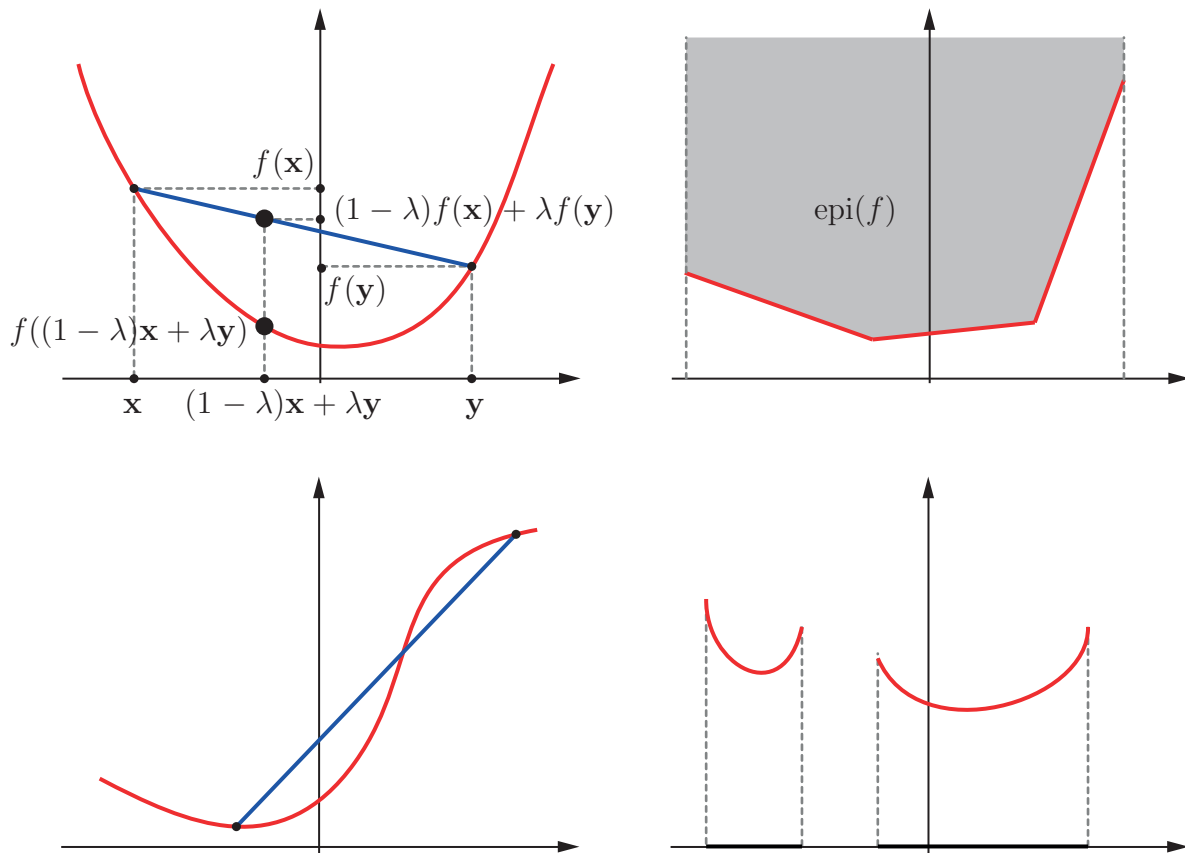 f(𝐱)
(1 − λ)f(𝐱) + λf(𝐲)
epi(f)
f(𝐲)
f((1 − λ)𝐱 + λ𝐲)
𝐱
(1 − λ)𝐱 + λ𝐲
𝐲